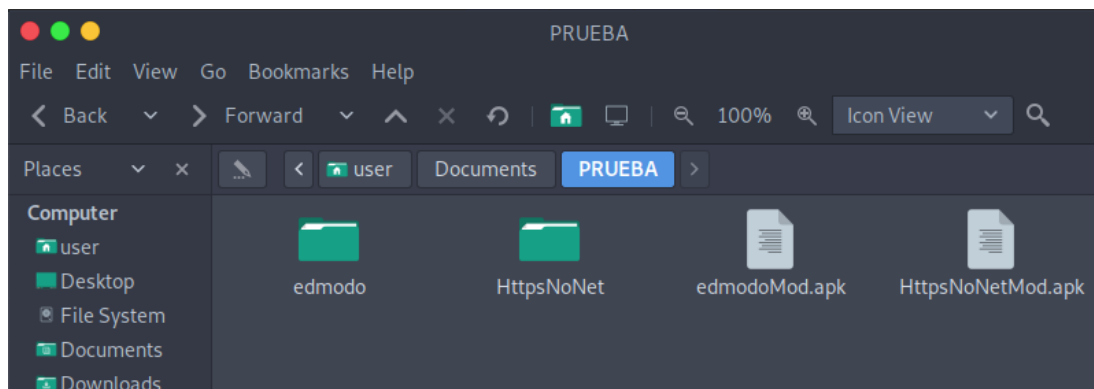 PRUEBA
File Edit View Go Bookmarks Help
Back Forward 100% Icon View
Places user Documents PRUEBA
Computer
user
Desktop
File System
Documents
Downloads
edmodo HttpsNoNet edmodoMod.apk HttpsNoNetMod.apk